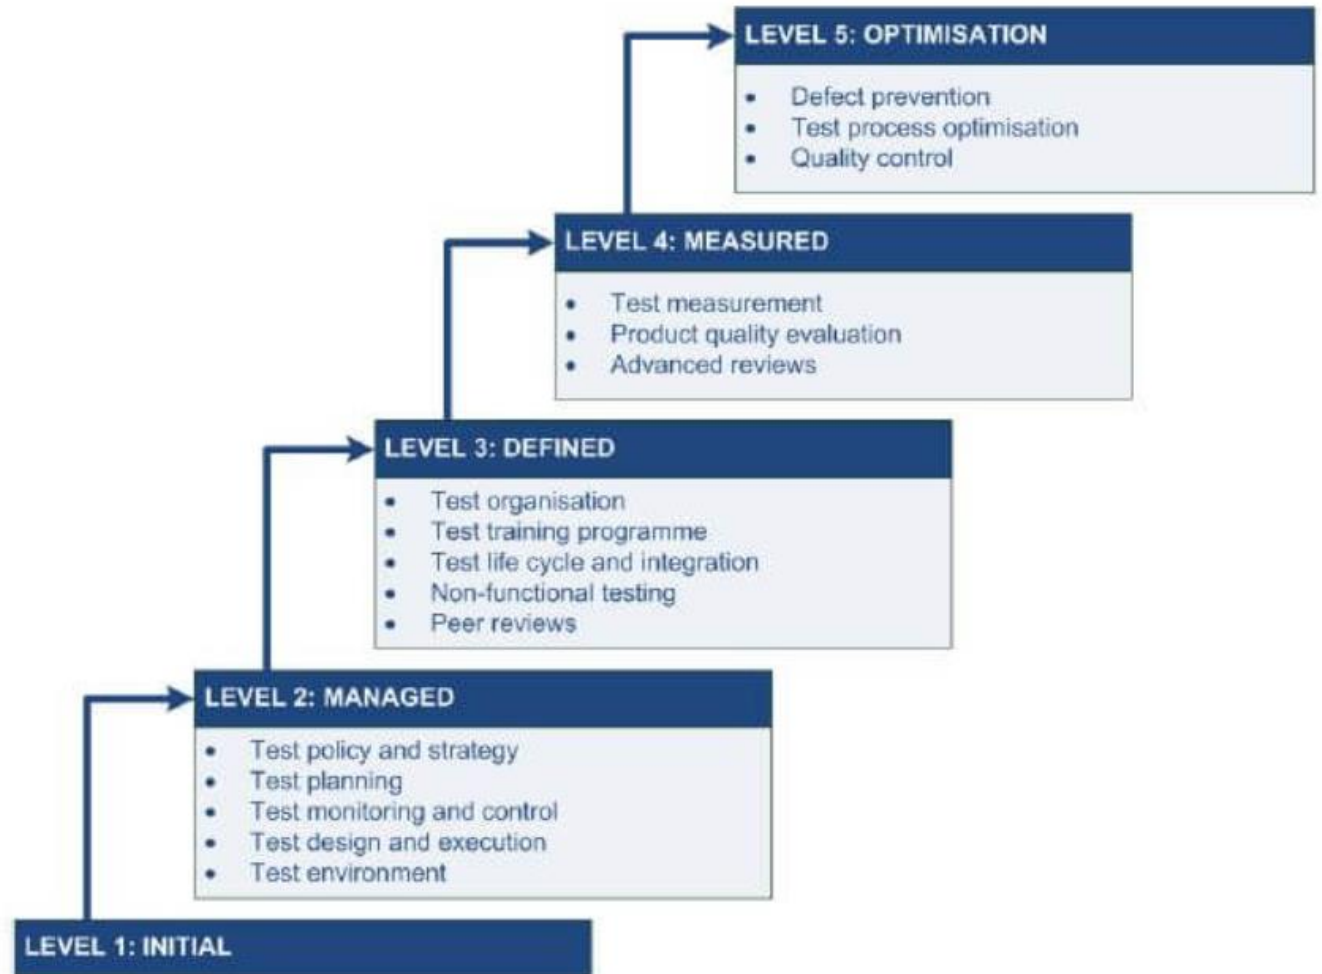 LEVEL 5: OPTIMISATION
• Defect prevention
• Test process optimisation
• Quality control
LEVEL 4: MEASURED
• Test measurement
• Product quality evaluation
• Advanced reviews
LEVEL 3: DEFINED
• Test organisation
• Test training programme
• Test life cycle and integration
• Non-functional testing
• Peer reviews
LEVEL 2: MANAGED
• Test policy and strategy
• Test planning
• Test monitoring and control
• Test design and execution
• Test environment
LEVEL 1: INITIAL